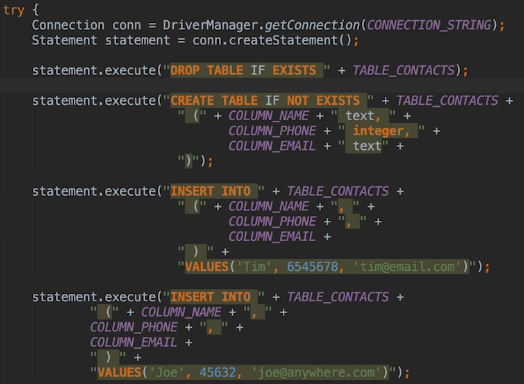 try {
Connection conn = DriverManager.getConnection(CONNECTION_STRING);
Statement statement = conn.createStatement();
statement.execute("DROP TABLE IF EXISTS " + TABLE_CONTACTS);
statement.execute("CREATE TABLE IF NOT EXISTS " + TABLE_CONTACTS +
" (" + COLUMN_NAME + " text, " +
COLUMN_PHONE + " integer, " +
COLUMN_EMAIL + " text" +
")");
statement.execute("INSERT INTO " + TABLE_CONTACTS +
" (" + COLUMN_NAME + ", " +
COLUMN_PHONE + ", " +
COLUMN_EMAIL +
" ) " +
"VALUES('Tim', 6545678, 'tim@email.com')");
statement.execute("INSERT INTO " + TABLE_CONTACTS +
" (" + COLUMN_NAME + ", " +
COLUMN_PHONE + ", " +
COLUMN_EMAIL +
" ) " +
"VALUES('Joe', 45632, 'joe@anywhere.com')");